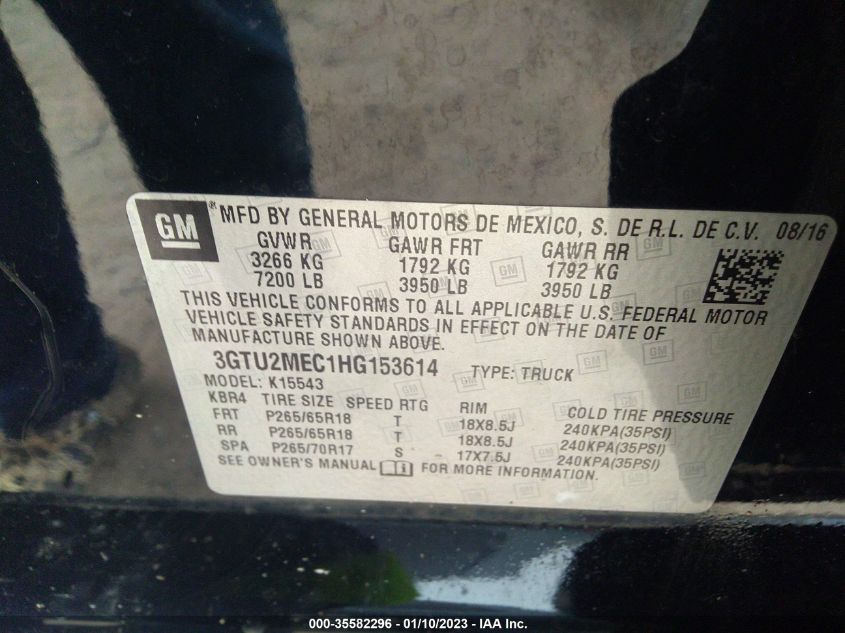 GM ® MFD BY GENERAL MOTORS DE MEXICO, S. DE R.L. DE C.V. 08/16
GVWR GAWR FRT GAWR RR
3266 KG 1792 KG 1792 KG
7200 LB 3950 LB 3950 LB
THIS VEHICLE CONFORMS TO ALL APPLICABLE U.S. FEDERAL MOTOR
VEHICLE SAFETY STANDARDS IN EFFECT ON THE DATE OF
MANUFACTURE SHOWN ABOVE.
3GTU2MEC1HG153614 TYPE: TRUCK
MODEL: K15543
KBR4 TIRE SIZE SPEED RTG RIM COLD TIRE PRESSURE
FRT P265/65R18 T 18X8.5J 240KPA(35PSI)
RR P265/65R18 T 18X8.5J 240KPA(35PSI)
SPA P265/70R17 S 17X7.5J 240KPA(35PSI)
SEE OWNER'S MANUAL FOR MORE INFORMATION.
000-35582296 - 01/10/2023 - IAA Inc.